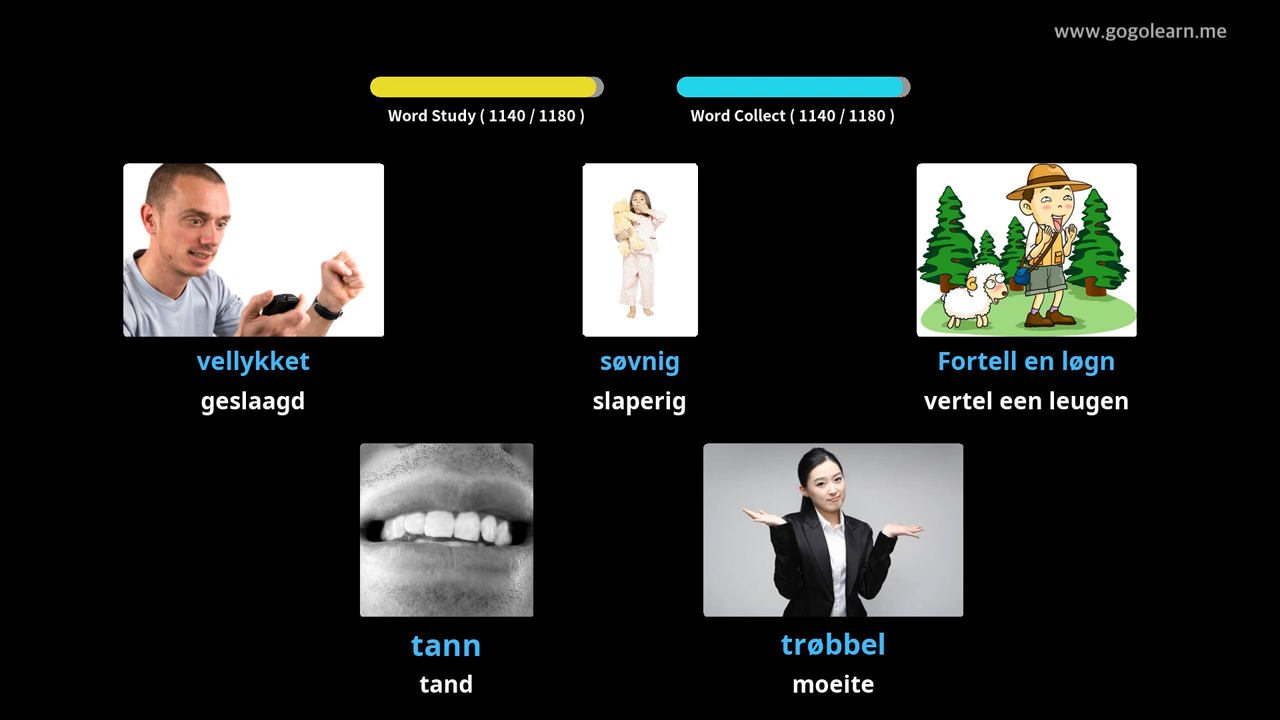 www.gogolearn.me
Word Study ( 1140 / 1180 )
Word Collect ( 1140 / 1180 )
vellykket
geslaagd
søvnig
slaperig
Fortell en løgn
vertel een leugen
tann
tand
trøbbel
moeite